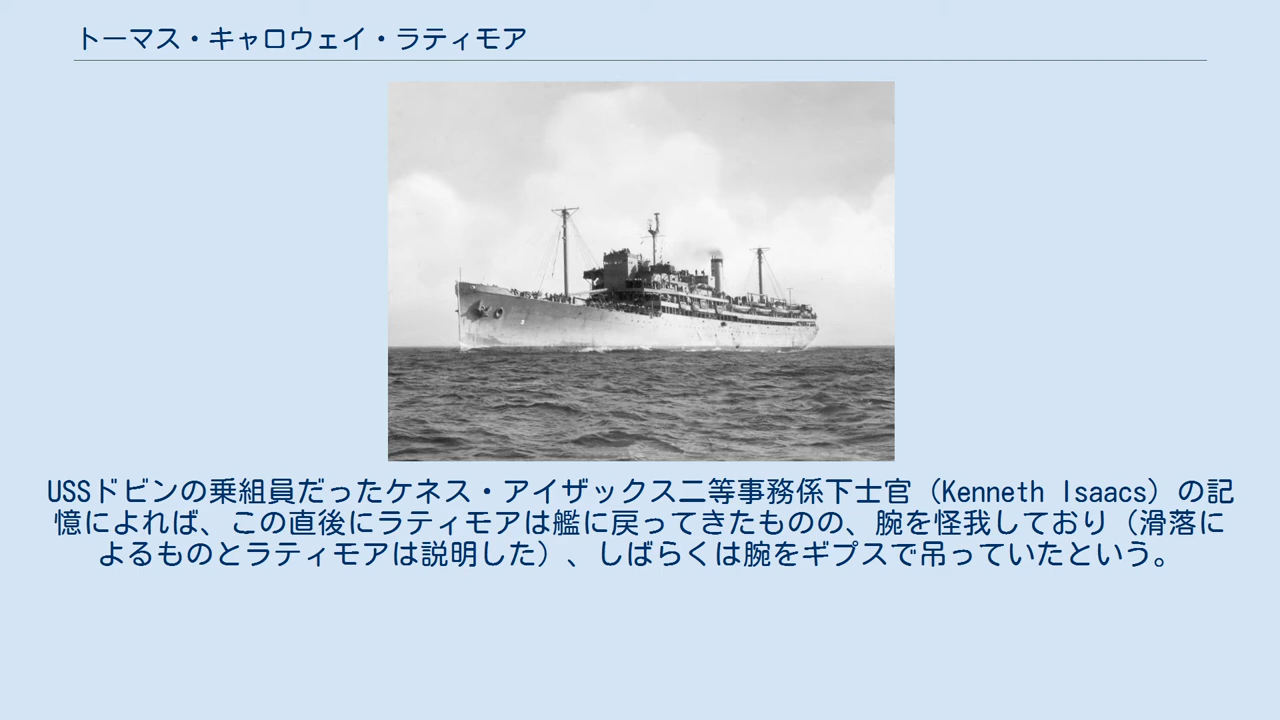 トーマス・キャロウェイ・ラティモア
USSドビンの乗組員だったケネス・アイザックス二等事務係下士官（Kenneth Isaacs）の記
憶によれば、この直後にラティモアは艦に戻ってきたものの、腕を怪我しており（滑落に
よるものとラティモアは説明した）、しばらくは腕をギプスで吊っていたという。